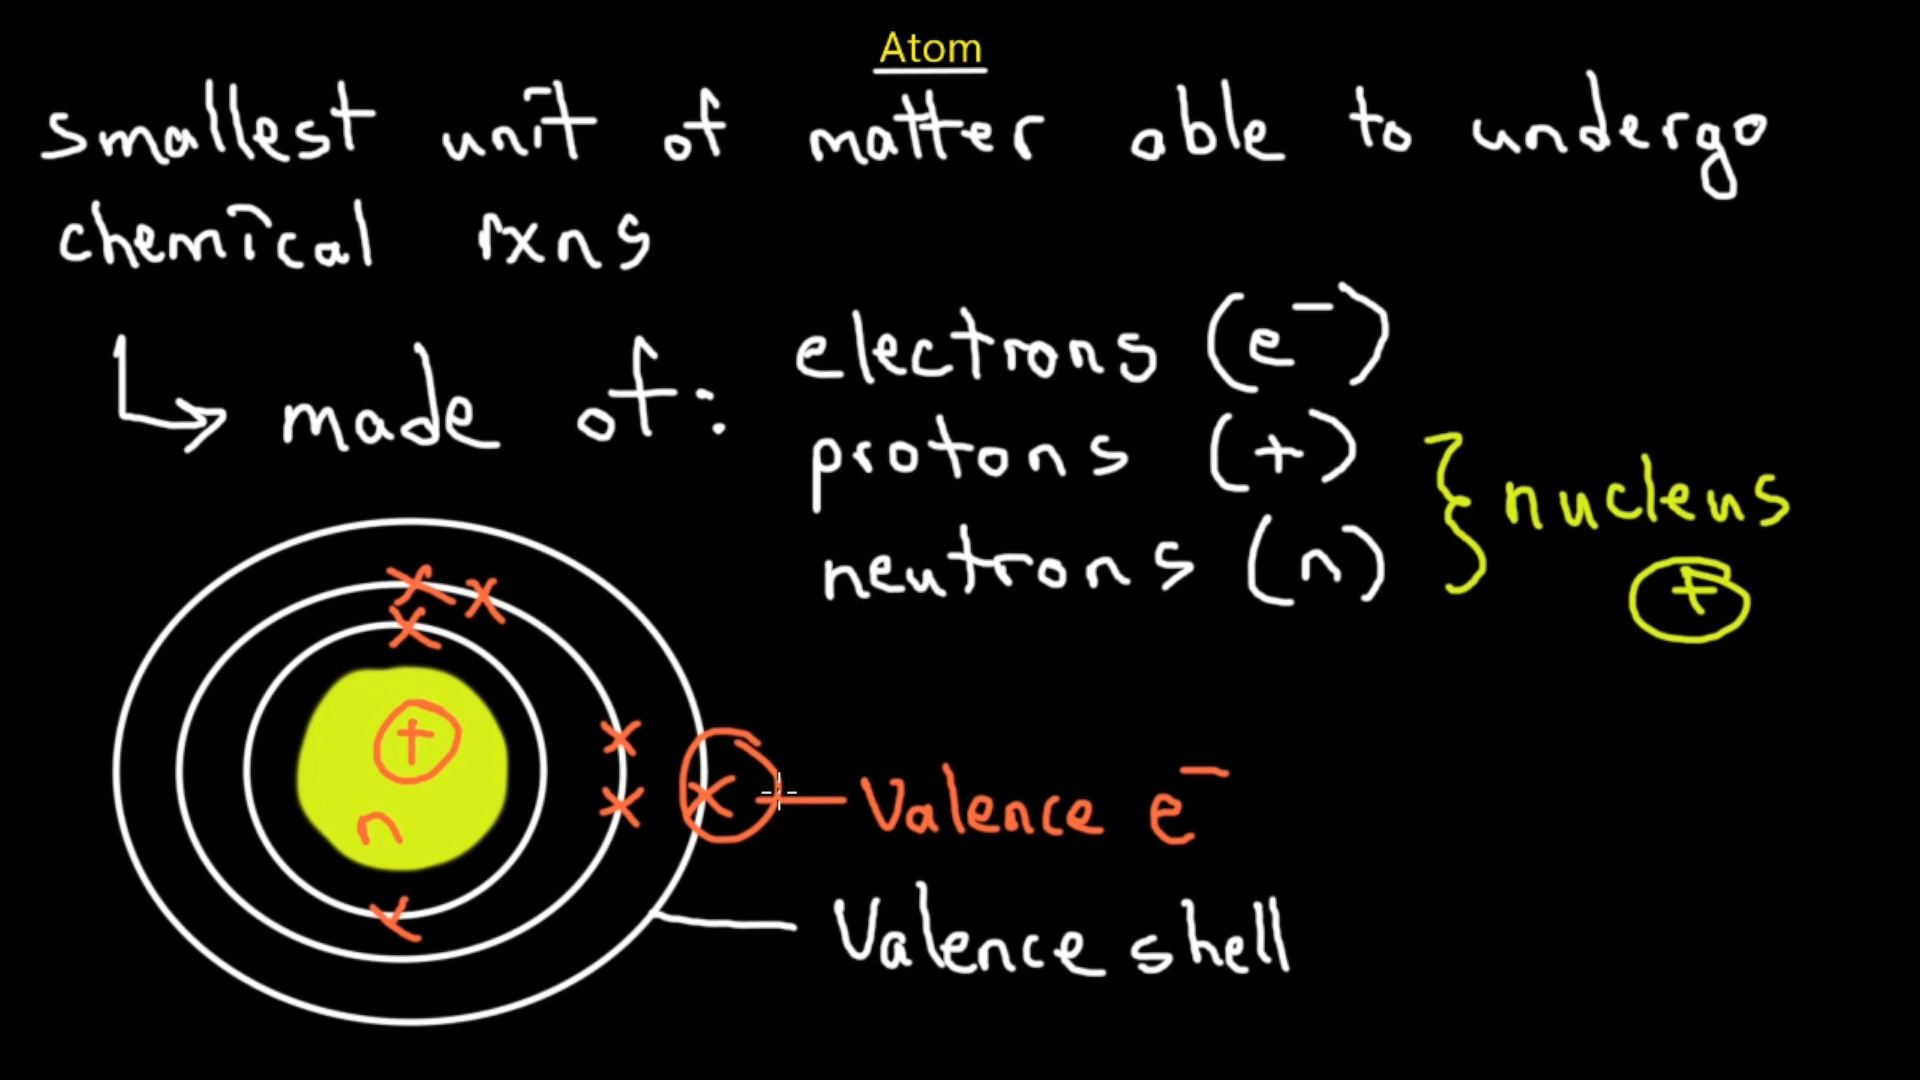 Atom
smallest unit of matter able to undergo
chemical rxns
made of: electrons (e⁻)
protons (+)
neutrons (n)
nucleus
+
+
n
Valence e⁻
Valence shell